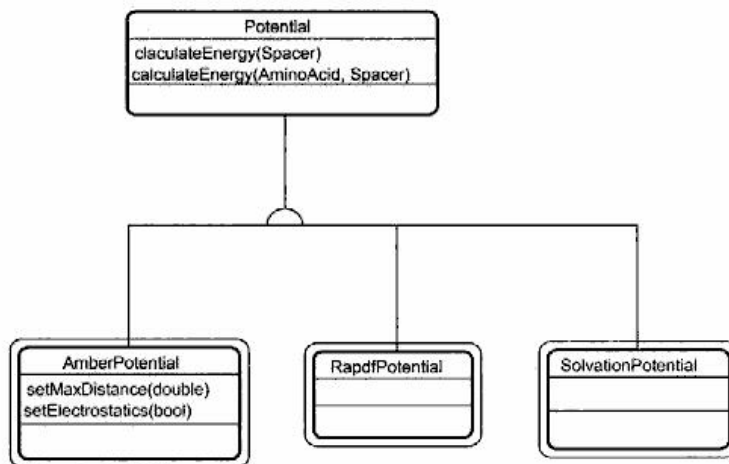 Potential
claculateEnergy(Spacer)
calculateEnergy(AminoAcid, Spacer)
AmberPotential
setMaxDistance(double)
setElectrostatics(bool)
RapdfPotential
SolvationPotential